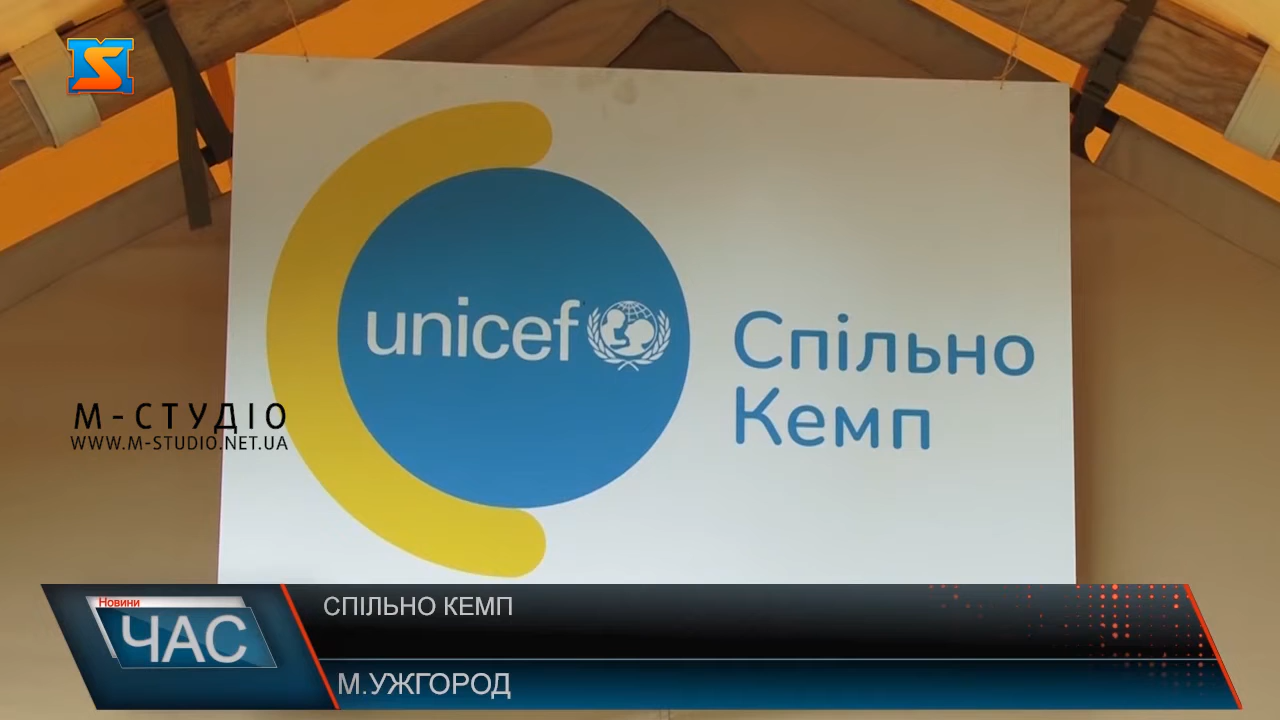 unicef
Спільно
Кемп
М-СТУДІО
WWW.M-STUDIO.NET.UA
Новини
ЧАС
СПІЛЬНО КЕМП
М.УЖГОРОД